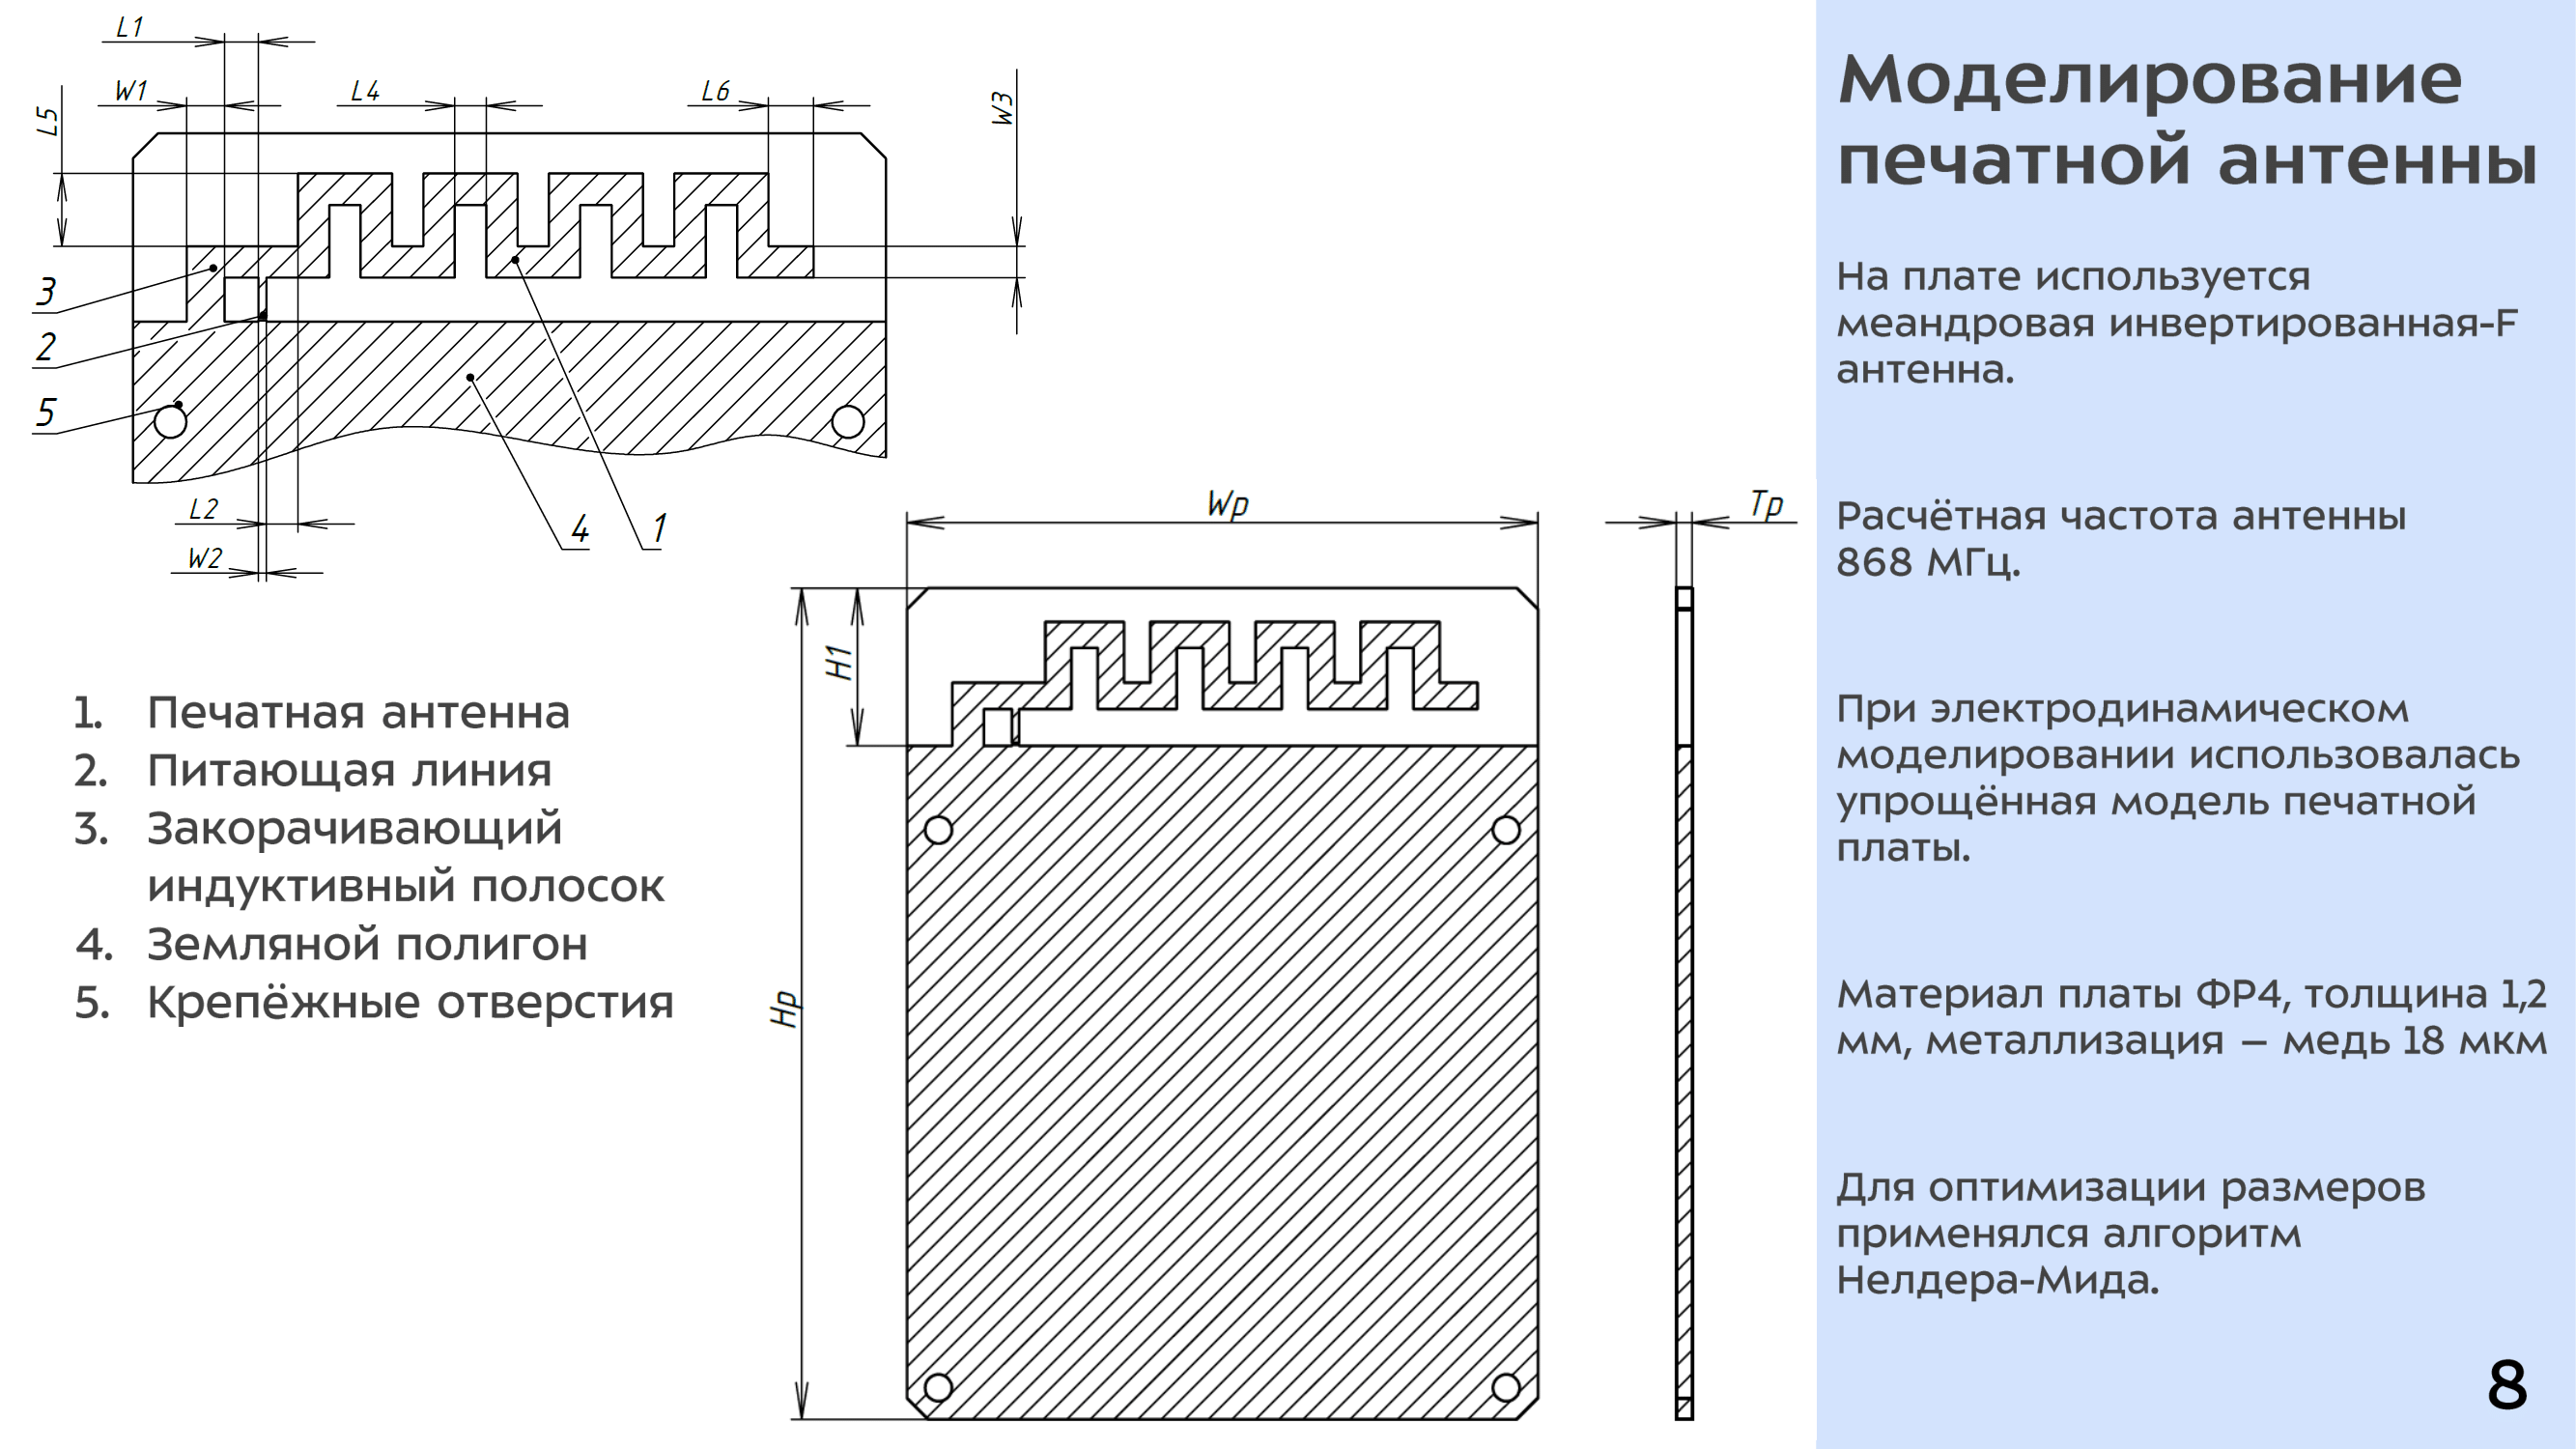 L1
W1
L4
L6
L5
W3
3
2
5
L2
W2
4
1
1. Печатная антенна
2. Питающая линия
3. Закорачивающий
индуктивный полосок
4. Земляной полигон
5. Крепёжные отверстия
Wp
Tp
H1
Hp
Моделирование
печатной антенны
На плате используется
меандровая инвертированная-F
антенна.
Расчётная частота антенны
868 МГц.
При электродинамическом
моделировании использовалась
упрощённая модель печатной
платы.
Материал платы ФР4, толщина 1,2
мм, металлизация – медь 18 мкм
Для оптимизации размеров
применялся алгоритм
Нелдера-Мида.
8